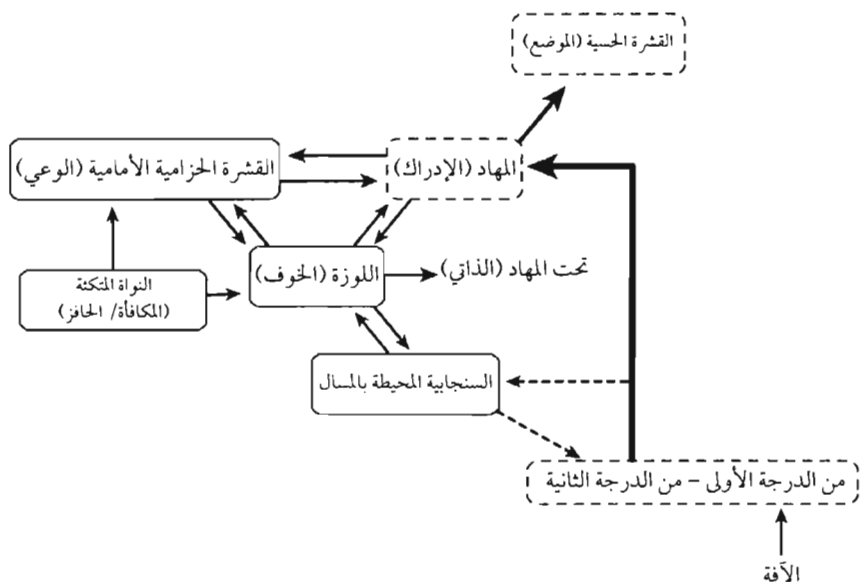 القشرة الحسية (الموضع)
المهاد (الإدراك)
القشرة الحزامية الأمامية (الوعي)
اللوزة (الخوف)
تحت المهاد (الذاتي)
النواة المتكئة
(المكافأة/ الحافز)
السنجابية المحيطة بالمسال
من الدرجة الأولى – من الدرجة الثانية
الآفة